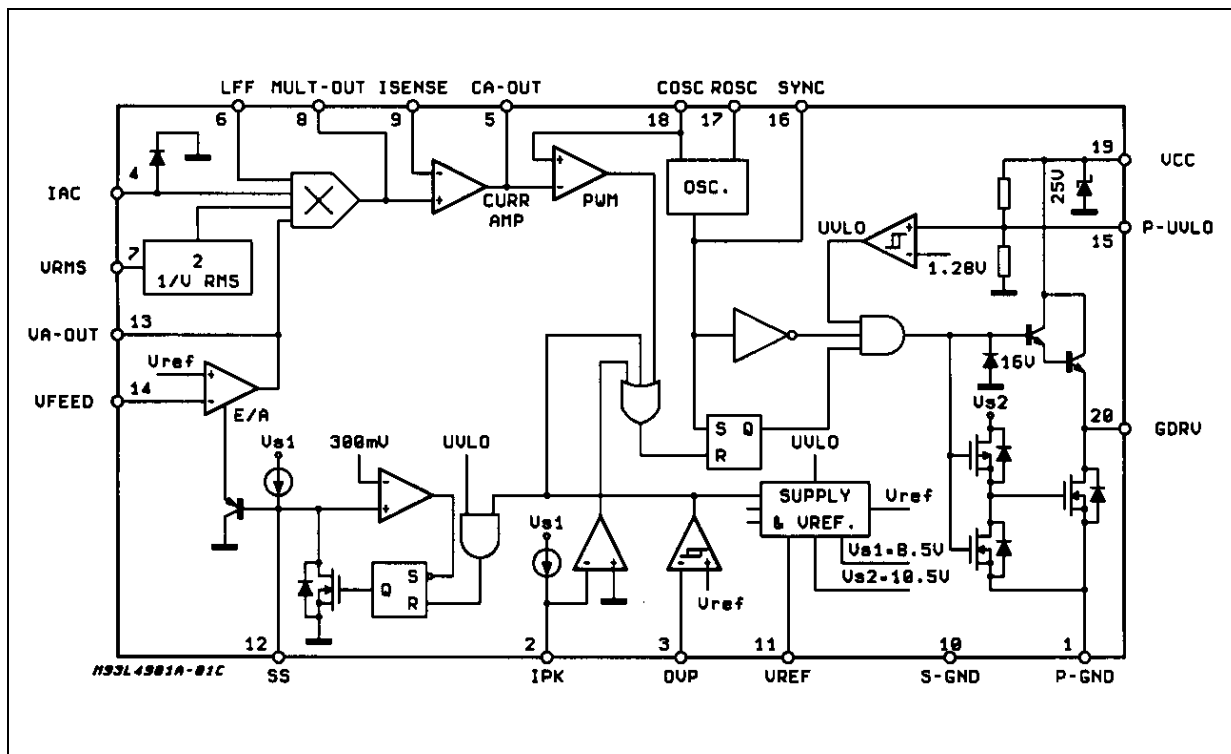 LFF MULT-OUT ISENSE CA-OUT COSC ROSC SYNC
6 8 9 5 18 17 16
19
VCC
4
IAC
OSC.
25V
CURR
AMP
PWM
UVLO
15
P-UVLO
1.28V
7
VRMS
2
1/V RMS
13
VA-OUT
Vref
16V
14
VFEED
E/A
Vs2
20
GDRV
S Q
R
Vs1
300mV
UVLO
UVLO
SUPPLY
& VREF.
Vref
Vs1
Vs1=8.5V
Vs2=10.5V
Q S
R
Vref
12 2 3 11 10 1
M93L4981A-01C
SS IPK OVP VREF S-GND P-GND